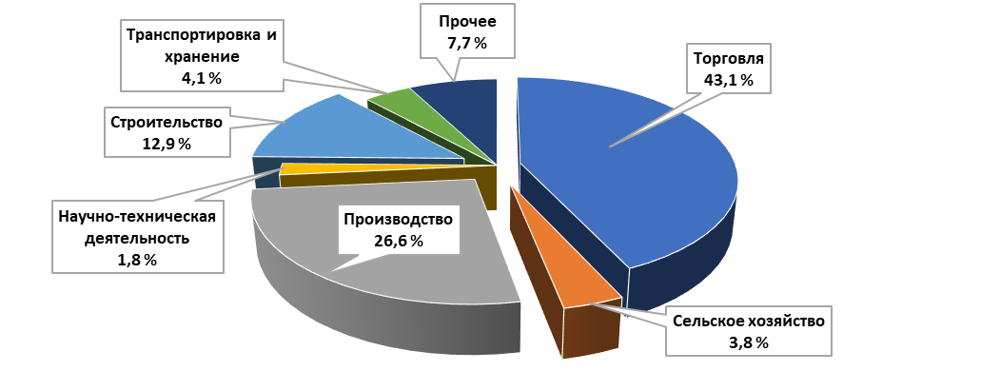 Прочее
7,7 %
Транспортировка и
хранение
4,1 %
Торговля
43,1 %
Строительство
12,9 %
Научно-техническая
деятельность
1,8 %
Производство
26,6 %
Сельское хозяйство
3,8 %